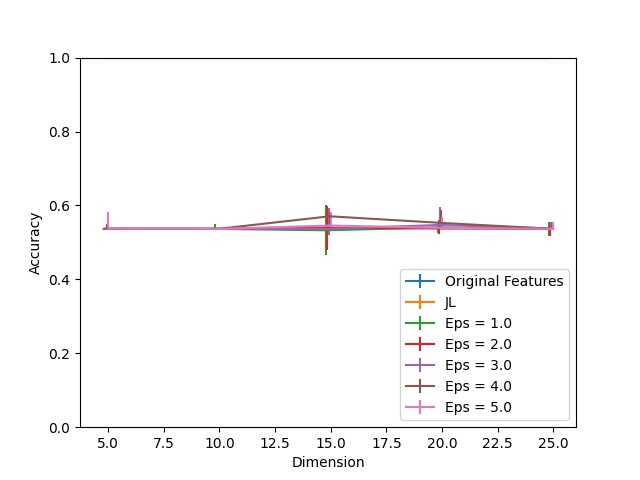 1.0
0.8
0.6
0.4
0.2
0.0
Accuracy
Original Features
JL
Eps = 1.0
Eps = 2.0
Eps = 3.0
Eps = 4.0
Eps = 5.0
5.0 7.5 10.0 12.5 15.0 17.5 20.0 22.5 25.0
Dimension